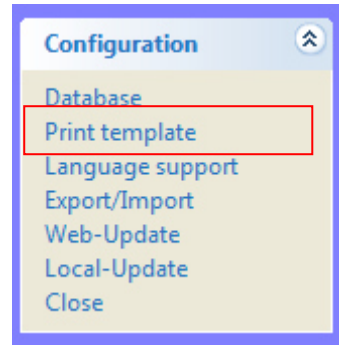 Configuration
Database
Print template
Language support
Export/Import
Web-Update
Local-Update
Close